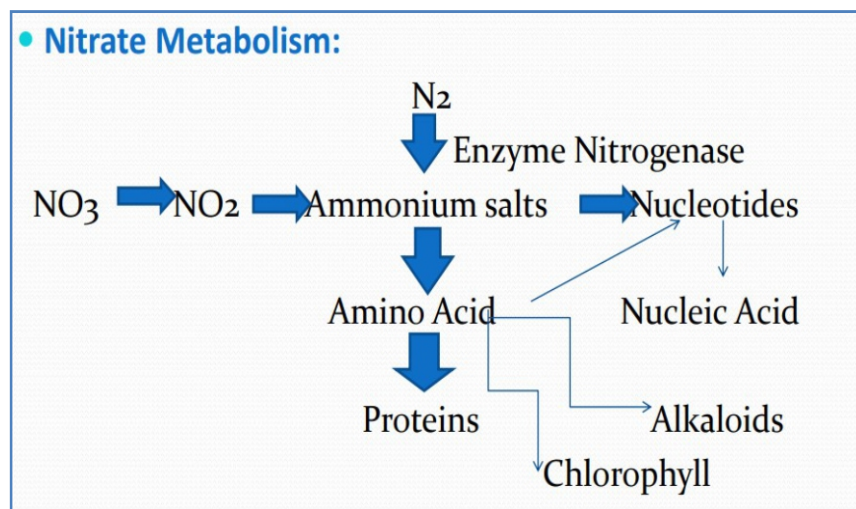 • Nitrate Metabolism:
N2
Enzyme Nitrogenase
NO3 NO2 Ammonium salts Nucleotides
Amino Acid Nucleic Acid
Proteins Alkaloids
Chlorophyll